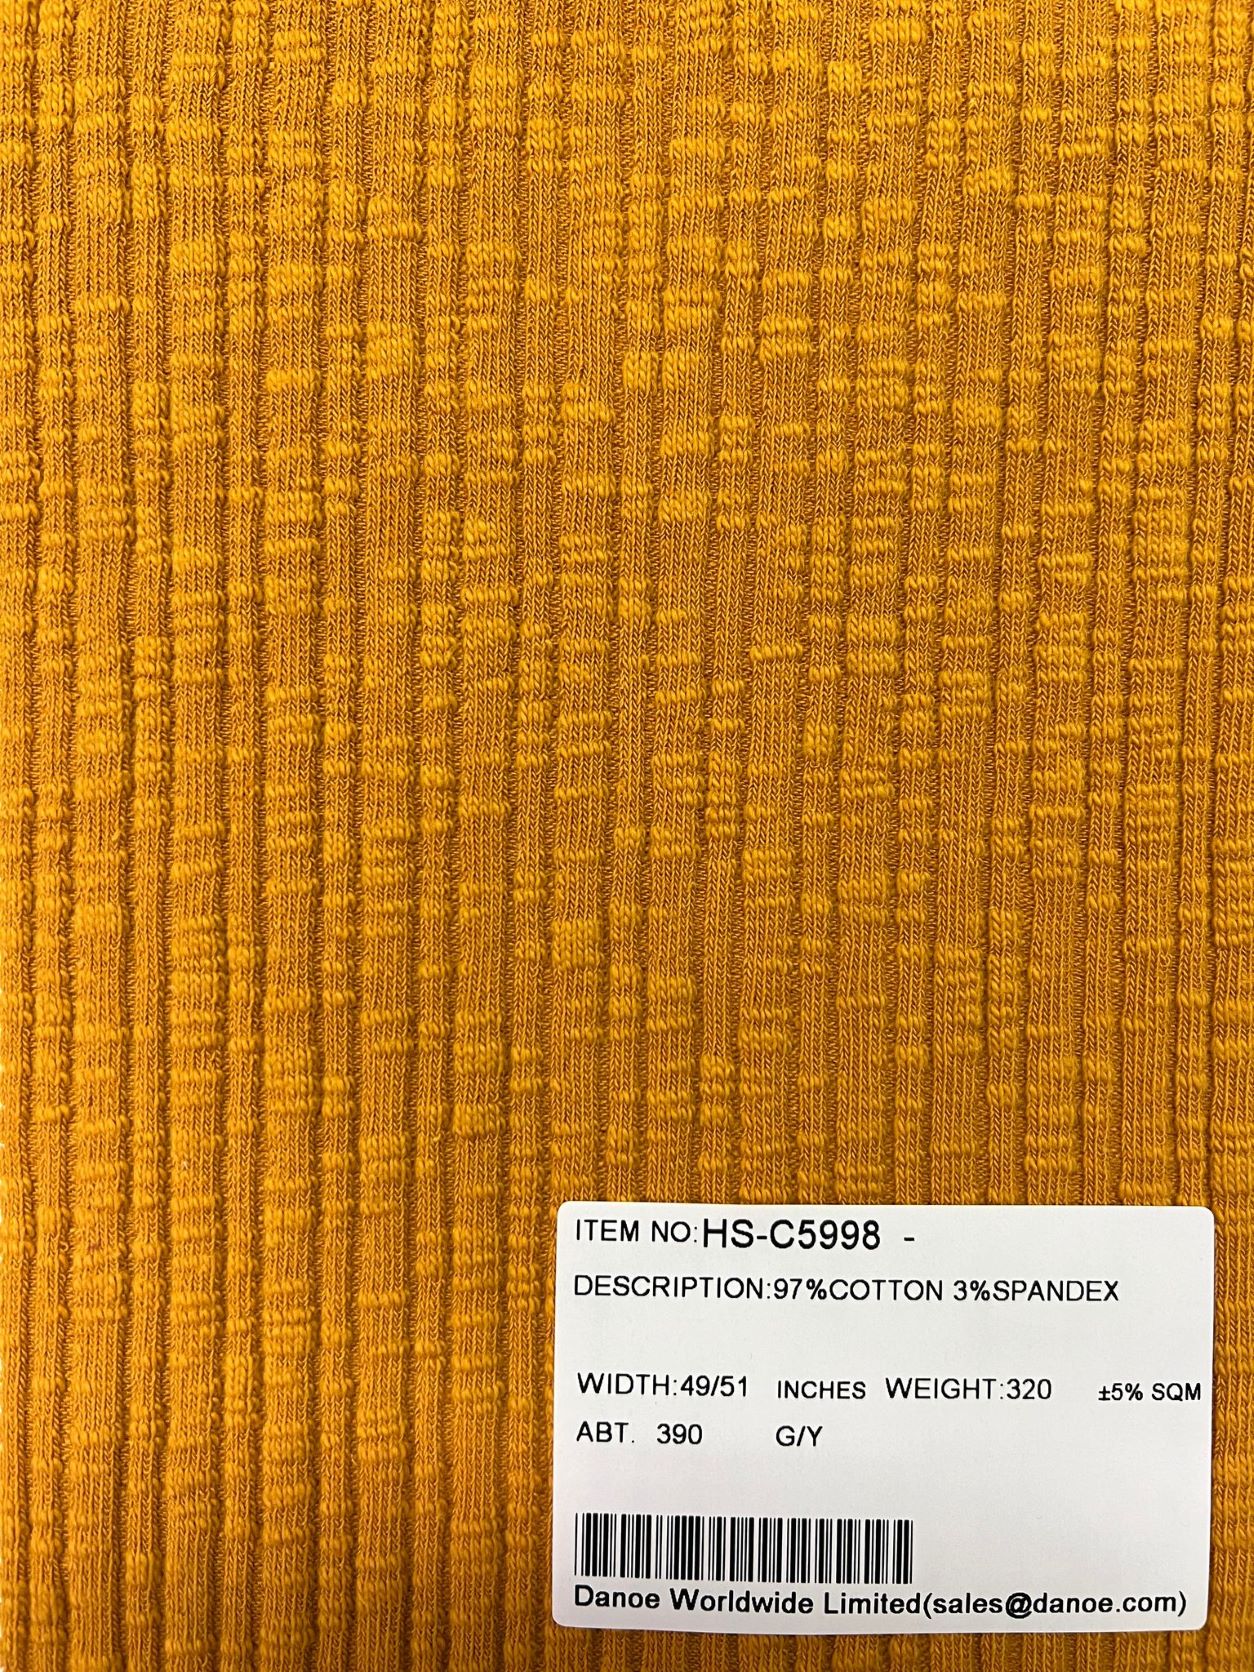 ITEM NO:HS-C5998 -
DESCRIPTION:97%COTTON 3%SPANDEX
WIDTH:49/51 INCHES WEIGHT:320 ±5% SQM
ABT. 390 G/Y
Danoe Worldwide Limited(sales@danoe.com)